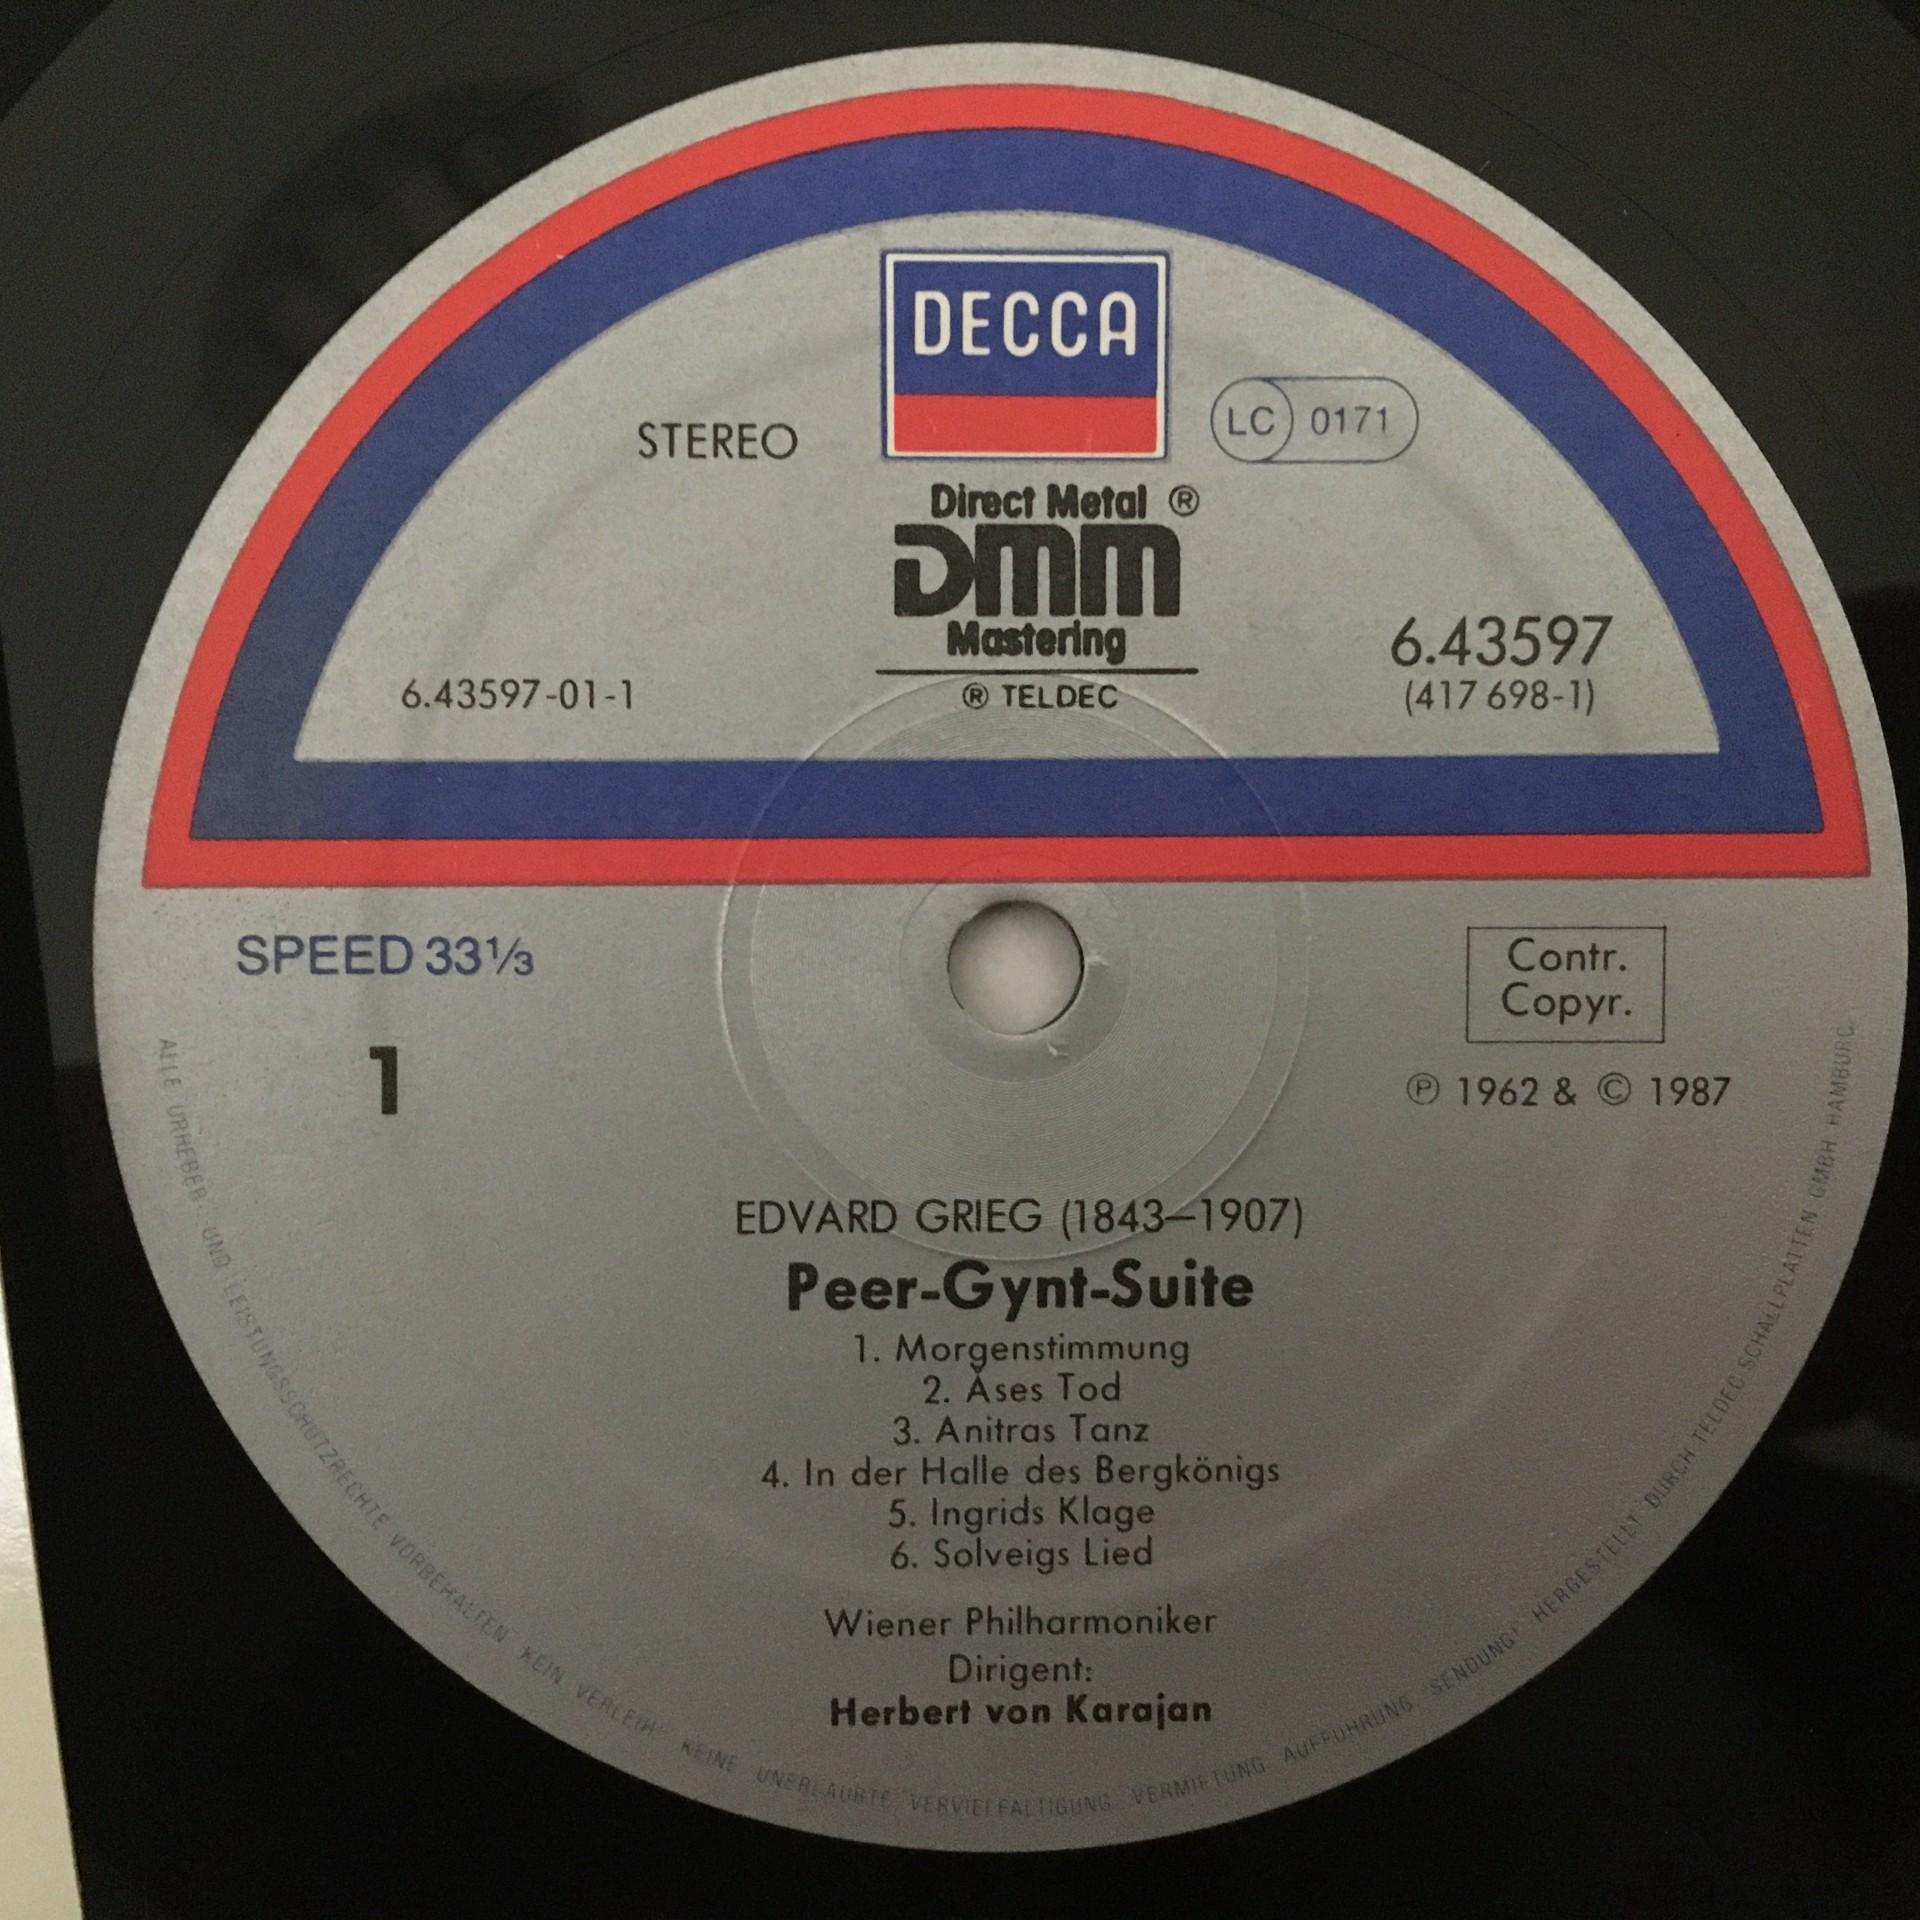 DECCA
STEREO
LC 0171
Direct Metal ®
DMM
Mastering
® TELDEC
6.43597-01-1
6.43597
(417 698-1)
SPEED 33⅓
1
Contr.
Copyr.
℗ 1962 & © 1987
EDVARD GRIEG (1843–1907)
Peer-Gynt-Suite
1. Morgenstimmung
2. Åses Tod
3. Anitras Tanz
4. In der Halle des Bergkönigs
5. Ingrids Klage
6. Solveigs Lied
Wiener Philharmoniker
Dirigent:
Herbert von Karajan
ALLE URHEBER- UND LEISTUNGSSCHUTZRECHTE VORBEHALTEN KEIN VERLEIH! KEINE UNERLAUBTE VERVIELFÄLTIGUNG, VERMIETUNG, AUFFÜHRUNG, SENDUNG! HERGESTELLT DURCH TELDEC SCHALLPLATTEN GMBH HAMBURG